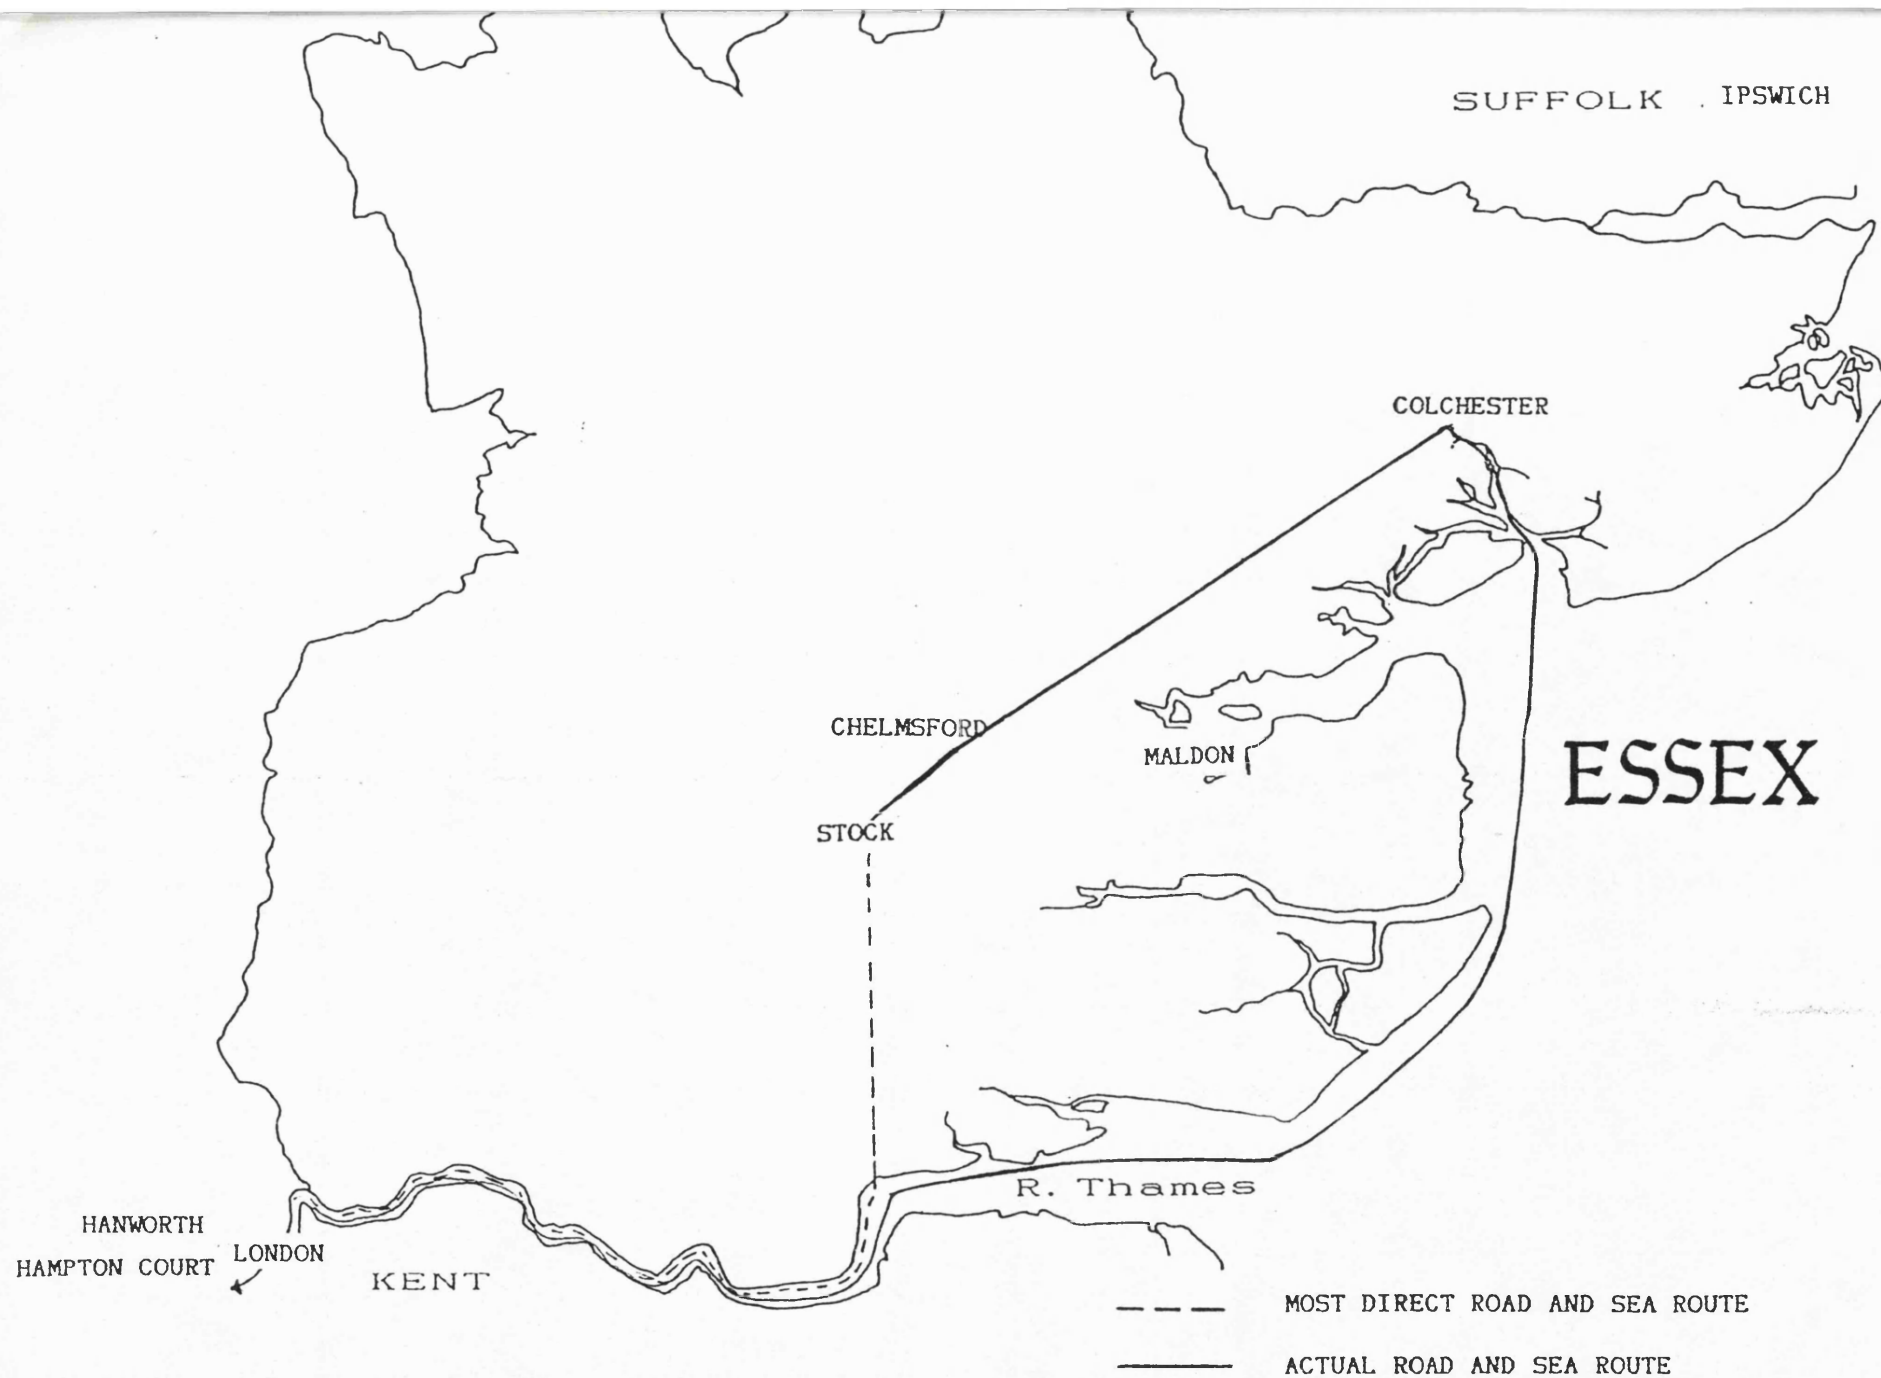 SUFFOLK . IPSWICH
COLCHESTER
CHELMSFORD
MALDON
ESSEX
STOCK
R. Thames
HANWORTH
HAMPTON COURT
LONDON
KENT
MOST DIRECT ROAD AND SEA ROUTE
ACTUAL ROAD AND SEA ROUTE